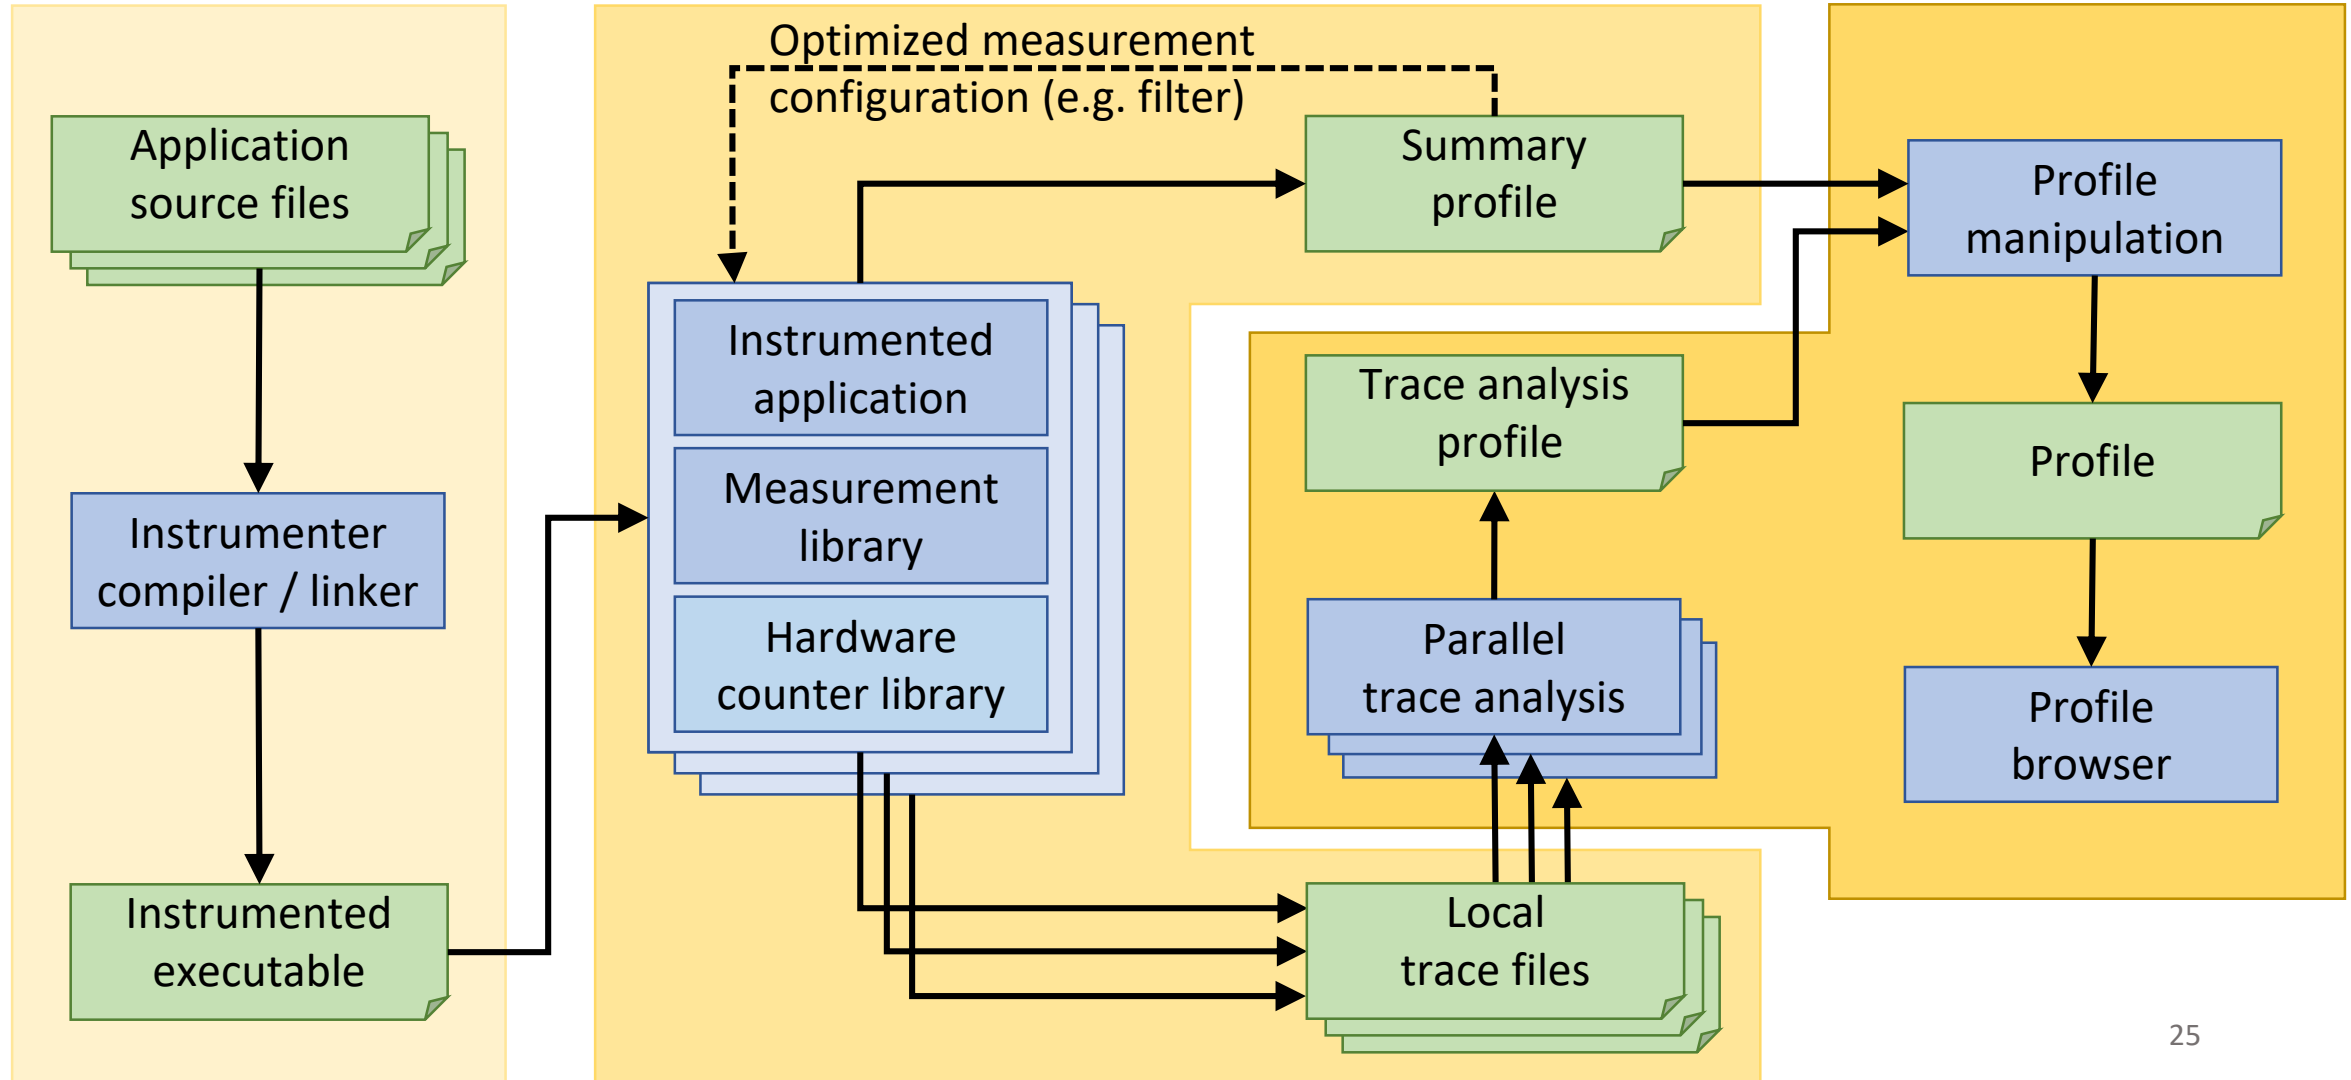 Application
source files
Instrumenter
compiler / linker
Instrumented
executable
Optimized measurement
configuration (e.g. filter)
Instrumented
application
Measurement
library
Hardware
counter library
Summary
profile
Trace analysis
profile
Parallel
trace analysis
Local
trace files
Profile
manipulation
Profile
Profile
browser
25